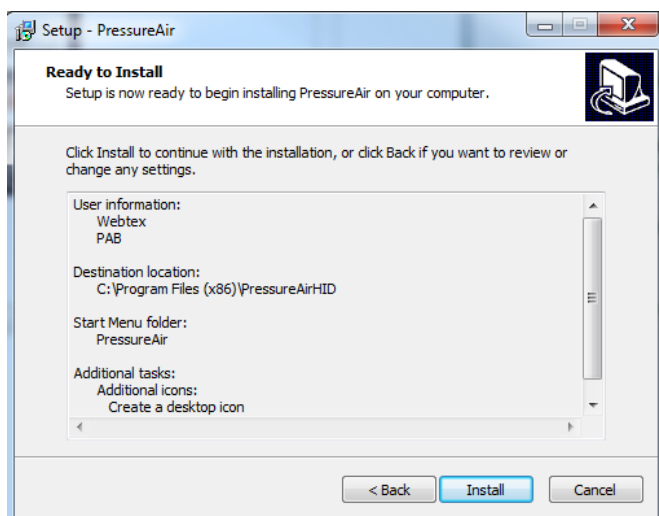 Setup - PressureAir
Ready to Install
Setup is now ready to begin installing PressureAir on your computer.
Click Install to continue with the installation, or click Back if you want to review or
change any settings.
User information:
Webtex
PAB
Destination location:
C:\Program Files (x86)\PressureAirHID
Start Menu folder:
PressureAir
Additional tasks:
Additional icons:
Create a desktop icon
< Back
Install
Cancel